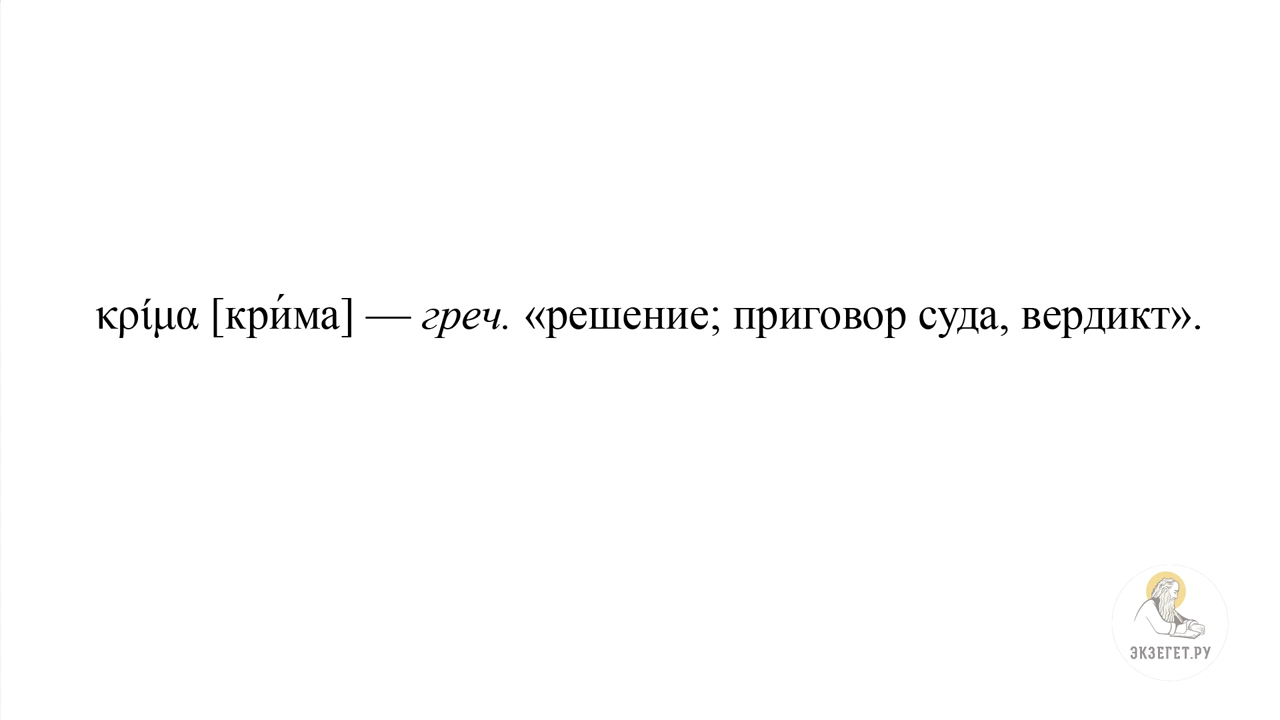 κρίμα [кри́ма] — греч. «решение; приговор суда, вердикт».
ЭКЗЕГЕТ.РУ